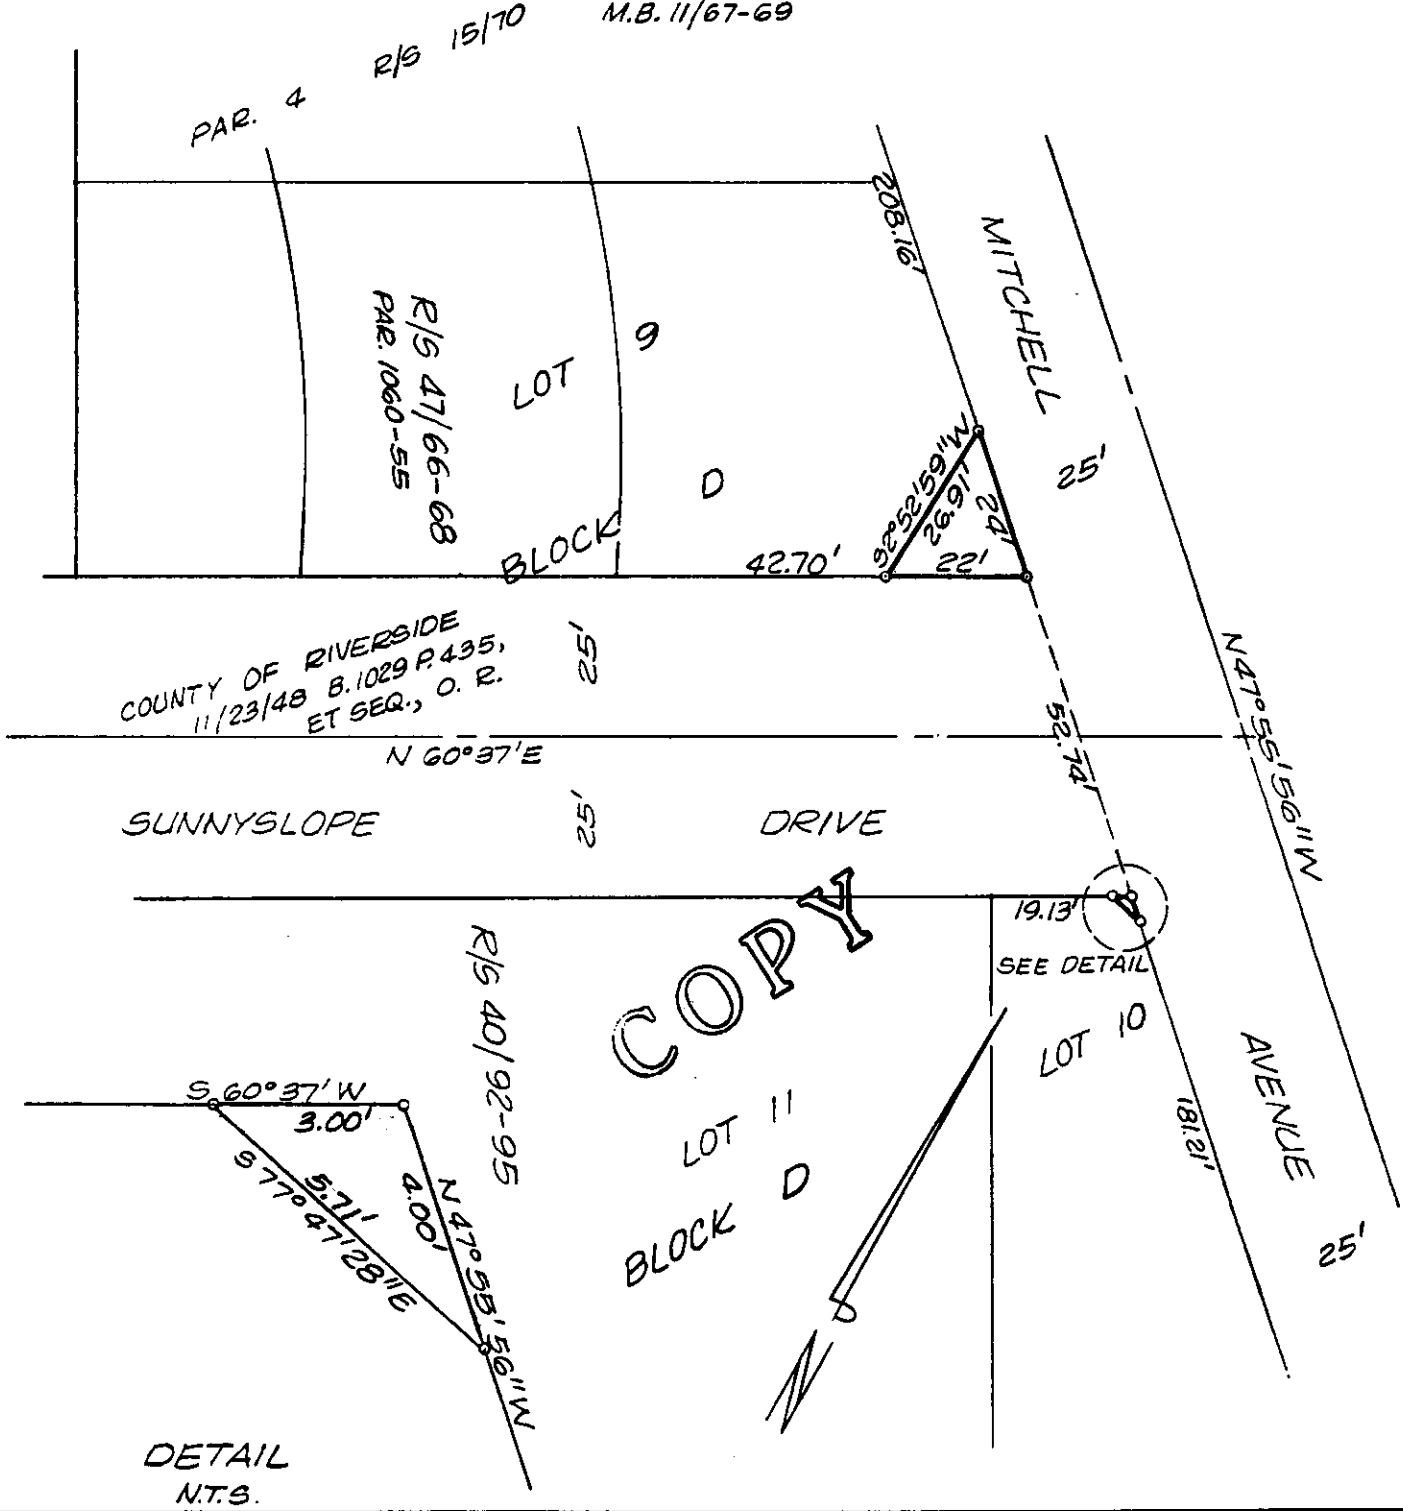 R/S 15/70
M.B. 11/67-69
PAR. 4
208.16'
MITCHELL
R/S 47/66-68
PAR. 1060-55
LOT 9
BLOCK D
25'
S2°52'59"W
26.91'
24'
42.70'
22'
COUNTY OF RIVERSIDE
11/23/48 B.1029 P.435,
ET SEQ., O. R.
25'
N 60°37'E
52.74'
N47°55'56"W
SUNNYSLOPE DRIVE
25'
COPY
19.13'
SEE DETAIL
R/S 40/92-95
LOT 10
AVENUE
181.21'
25'
LOT 11
BLOCK D
N
S 60°37'W
3.00'
4.00'
N47°55'56"W
5.71'
S 77°47'28"E
DETAIL
N.T.S.